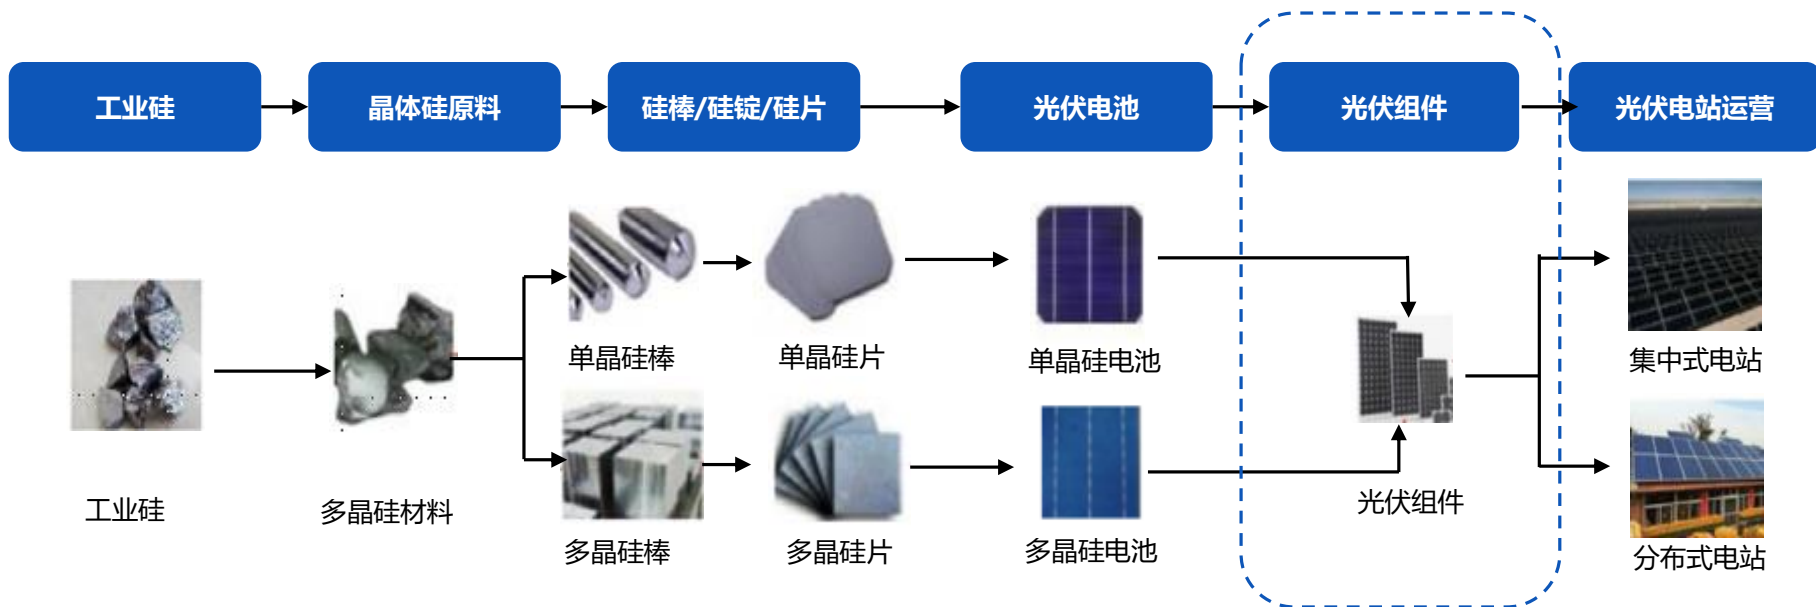 工业硅
晶体硅原料
硅棒/硅锭/硅片
光伏电池
光伏组件
光伏电站运营
单晶硅棒
单晶硅片
单晶硅电池
集中式电站
工业硅
多晶硅材料
光伏组件
多晶硅棒
多晶硅片
多晶硅电池
分布式电站